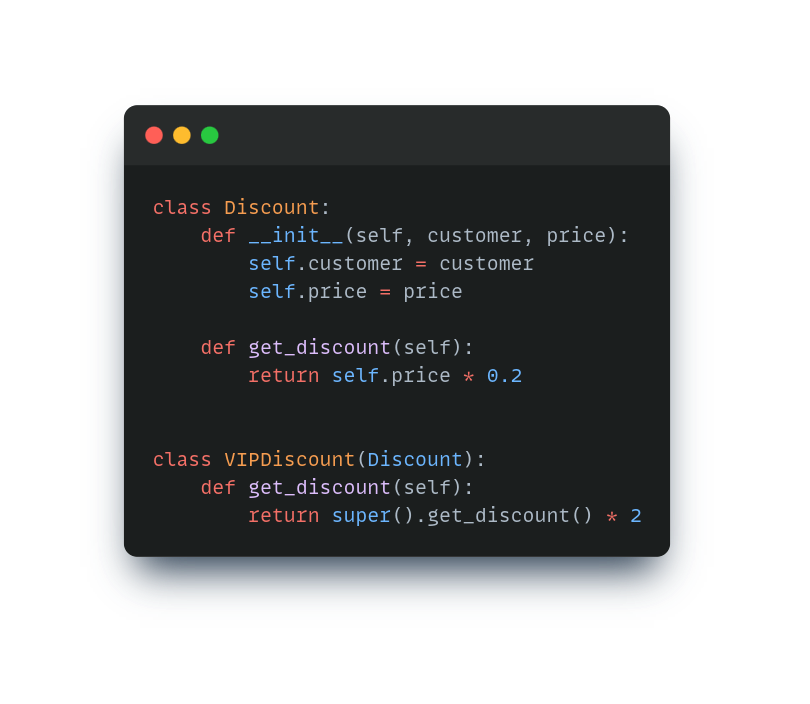 class Discount:
    def __init__(self, customer, price):
        self.customer = customer
        self.price = price

    def get_discount(self):
        return self.price * 0.2


class VIPDiscount(Discount):
    def get_discount(self):
        return super().get_discount() * 2